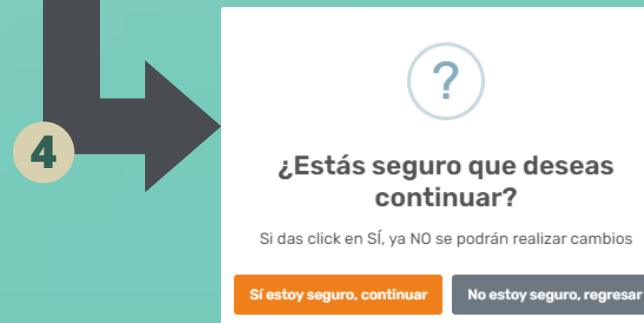 4
?
¿Estás seguro que deseas
continuar?
Si das click en SÍ, ya NO se podrán realizar cambios
Sí estoy seguro, continuar
No estoy seguro, regresar